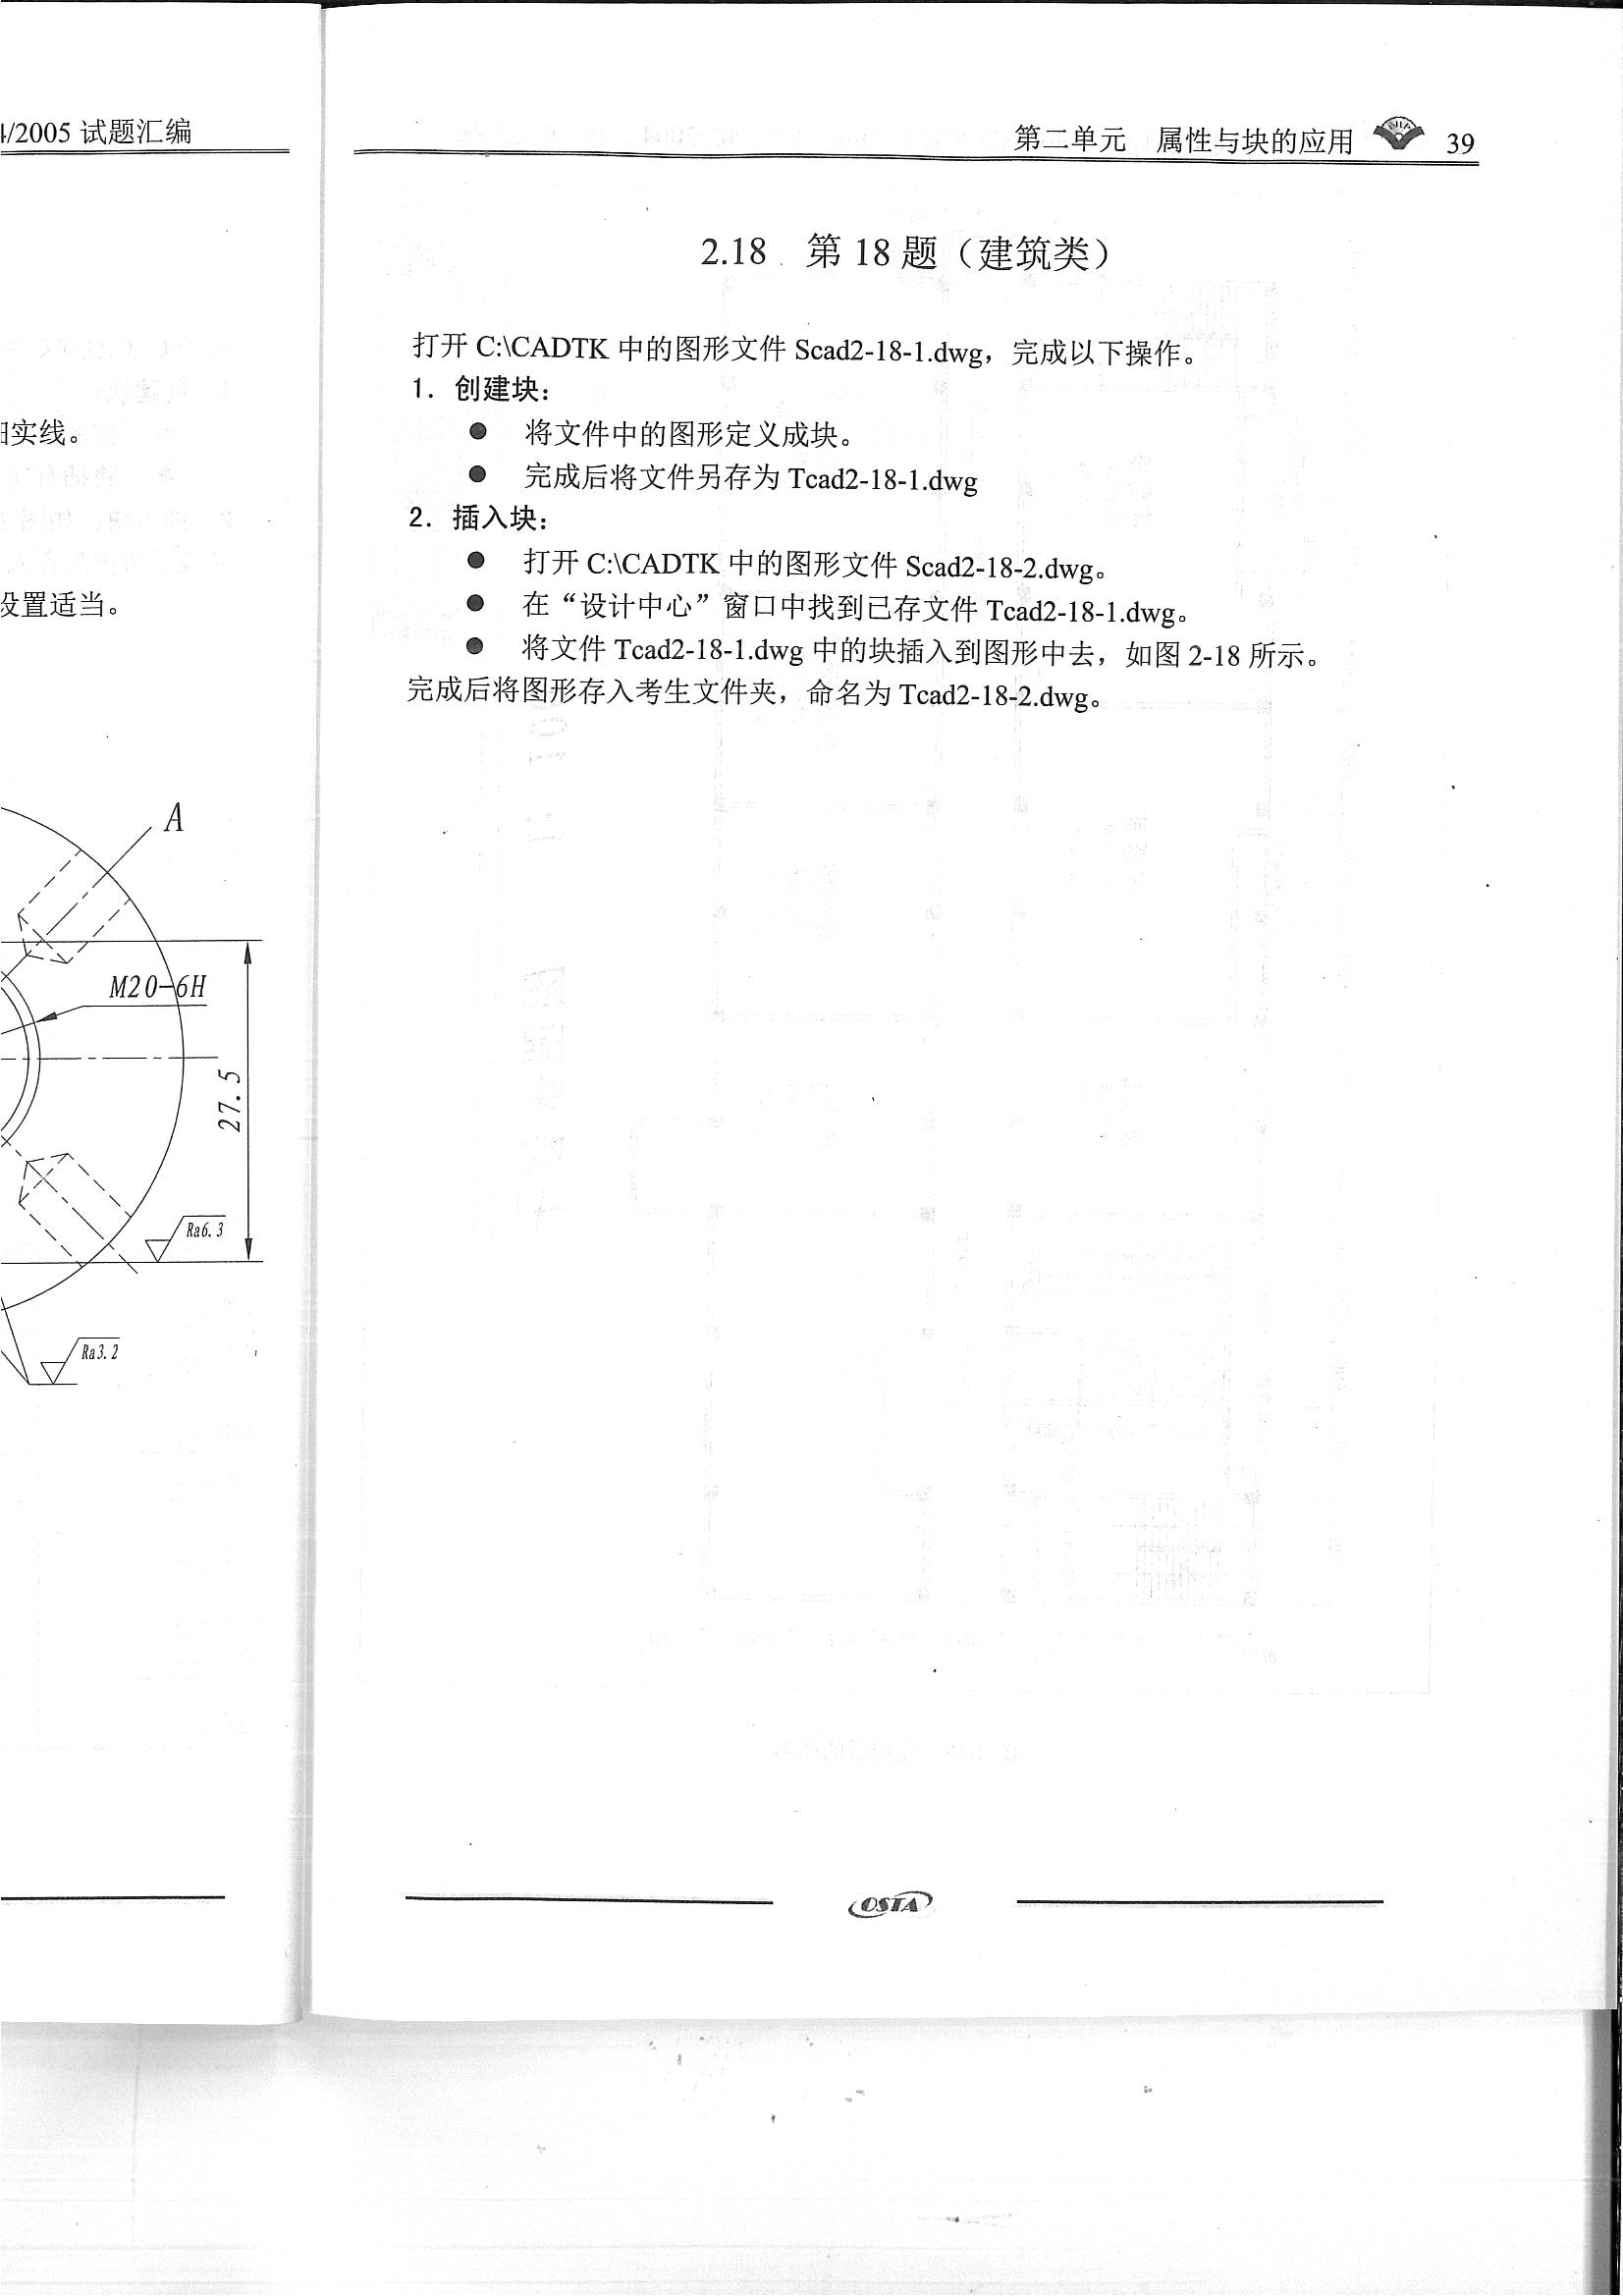 /2005 试题汇编
实线。
设置适当。
A
M20-6H
27.5
Ra6.3
Ra3.2
第二单元 属性与块的应用 39
2.18 第 18 题（建筑类）
打开 C:\CADTK 中的图形文件 Scad2-18-1.dwg，完成以下操作。
1. 创建块：
● 将文件中的图形定义成块。
● 完成后将文件另存为 Tcad2-18-1.dwg
2. 插入块：
● 打开 C:\CADTK 中的图形文件 Scad2-18-2.dwg。
● 在“设计中心”窗口中找到已存文件 Tcad2-18-1.dwg。
● 将文件 Tcad2-18-1.dwg 中的块插入到图形中去，如图 2-18 所示。
完成后将图形存入考生文件夹，命名为 Tcad2-18-2.dwg。
OSTA